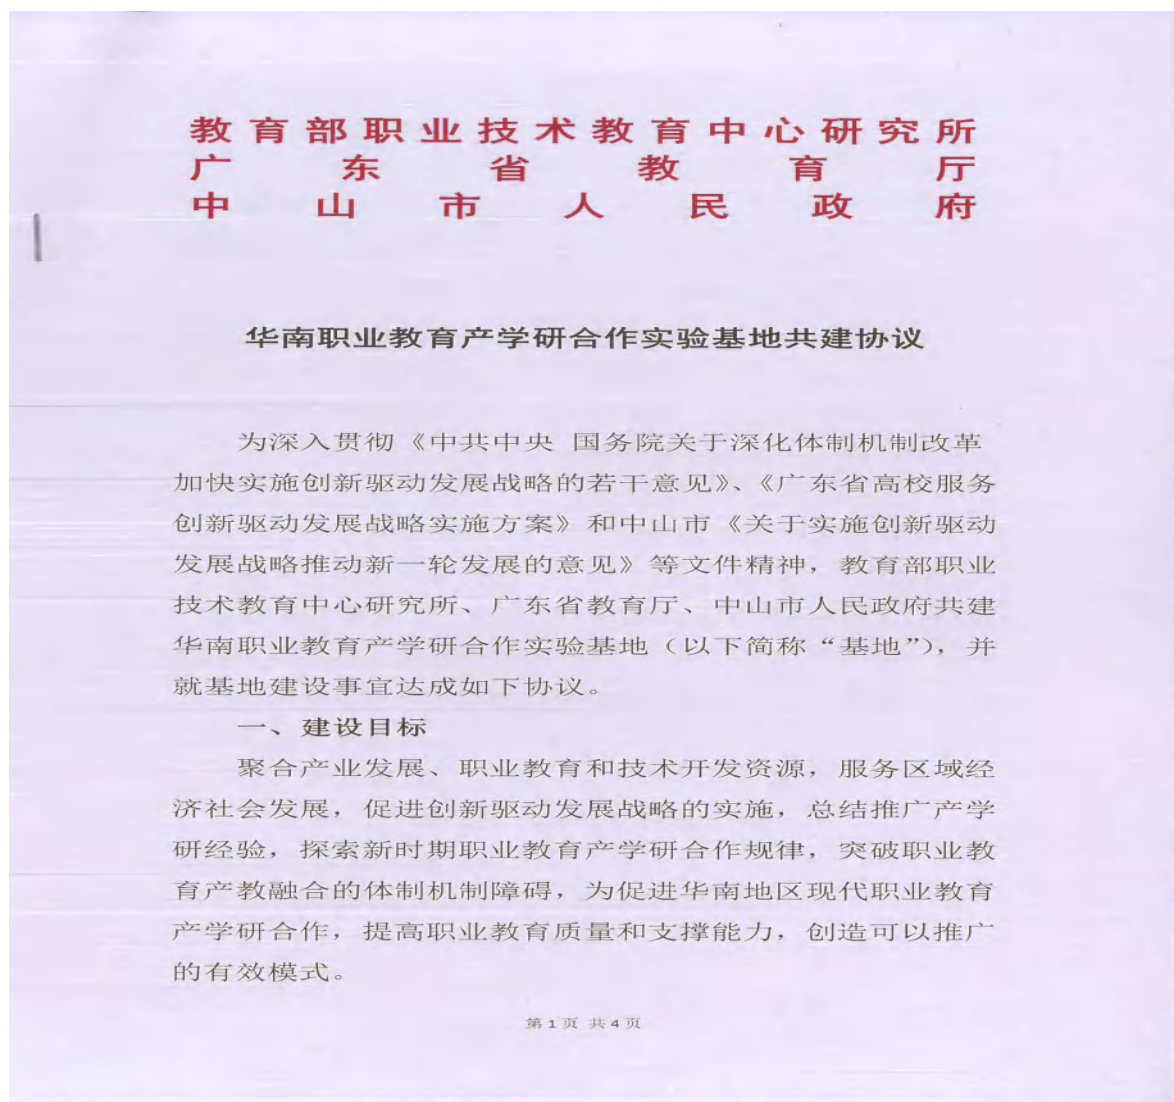 教育部职业技术教育中心研究所
广东省教育厅
中山市人民政府
华南职业教育产学研合作实验基地共建协议
为深入贯彻《中共中央 国务院关于深化体制机制改革
加快实施创新驱动发展战略的若干意见》、《广东省高校服务
创新驱动发展战略实施方案》和中山市《关于实施创新驱动
发展战略推动新一轮发展的意见》等文件精神，教育部职业
技术教育中心研究所、广东省教育厅、中山市人民政府共建
华南职业教育产学研合作实验基地（以下简称“基地”），并
就基地建设事宜达成如下协议。
一、建设目标
聚合产业发展、职业教育和技术开发资源，服务区域经
济社会发展，促进创新驱动发展战略的实施，总结推广产学
研经验，探索新时期职业教育产学研合作规律，突破职业教
育产教融合的体制机制障碍，为促进华南地区现代职业教育
产学研合作，提高职业教育质量和支撑能力，创造可以推广
的有效模式。
第1页 共4页